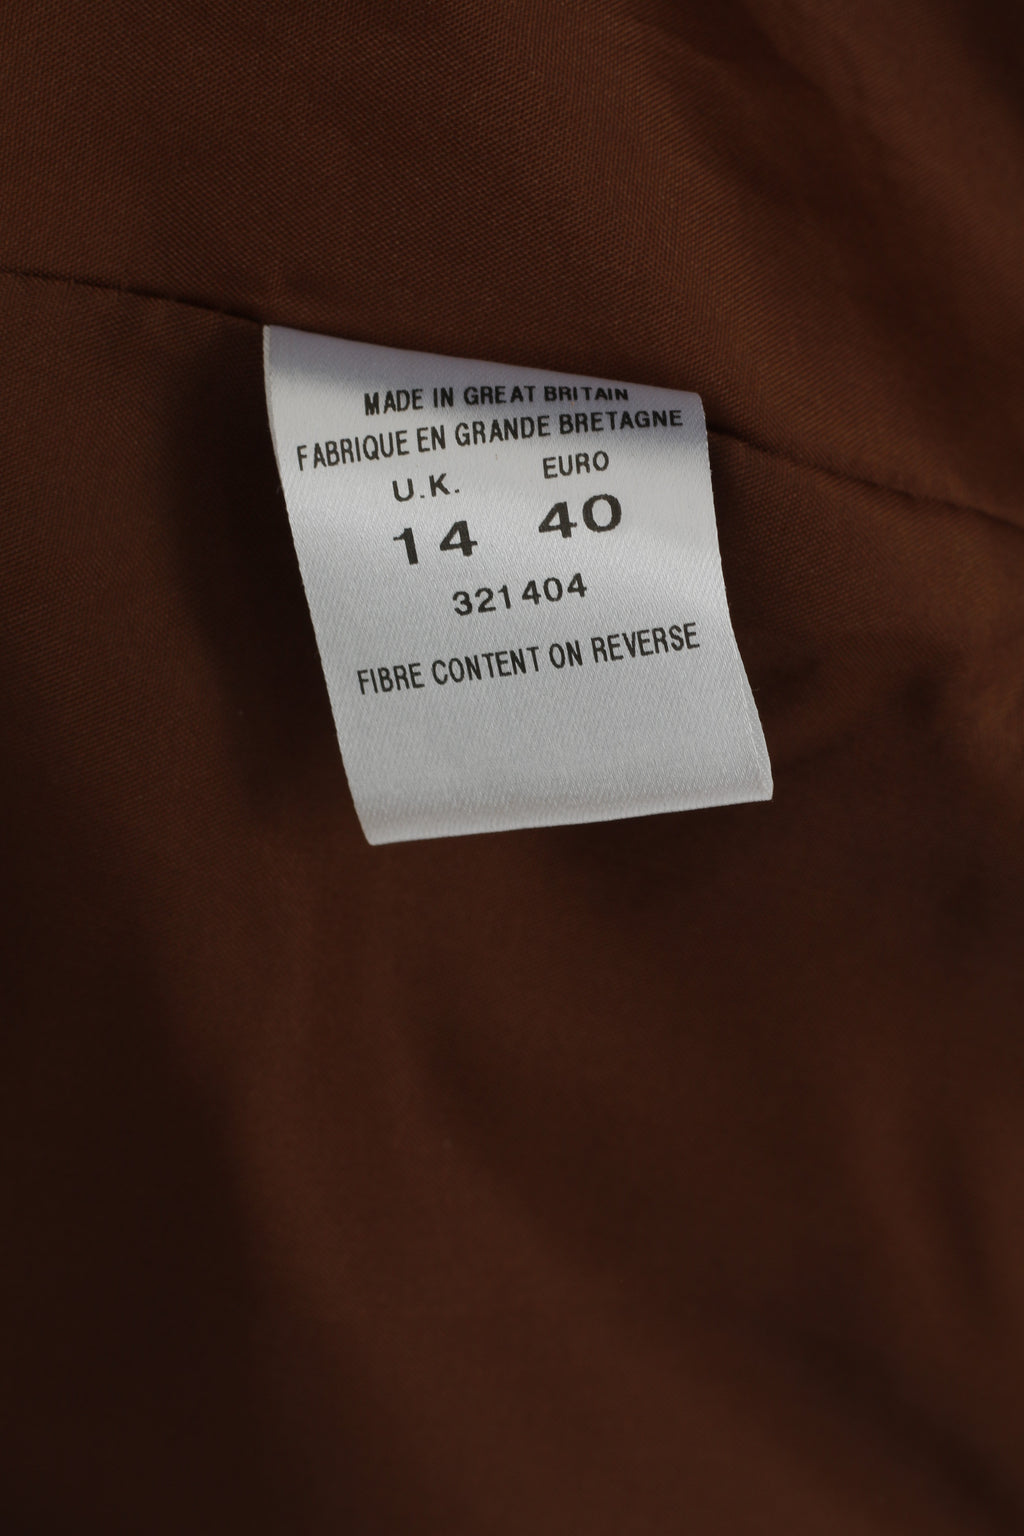 MADE IN GREAT BRITAIN
FABRIQUE EN GRANDE BRETAGNE
U.K. EURO
14 40
321404
FIBRE CONTENT ON REVERSE